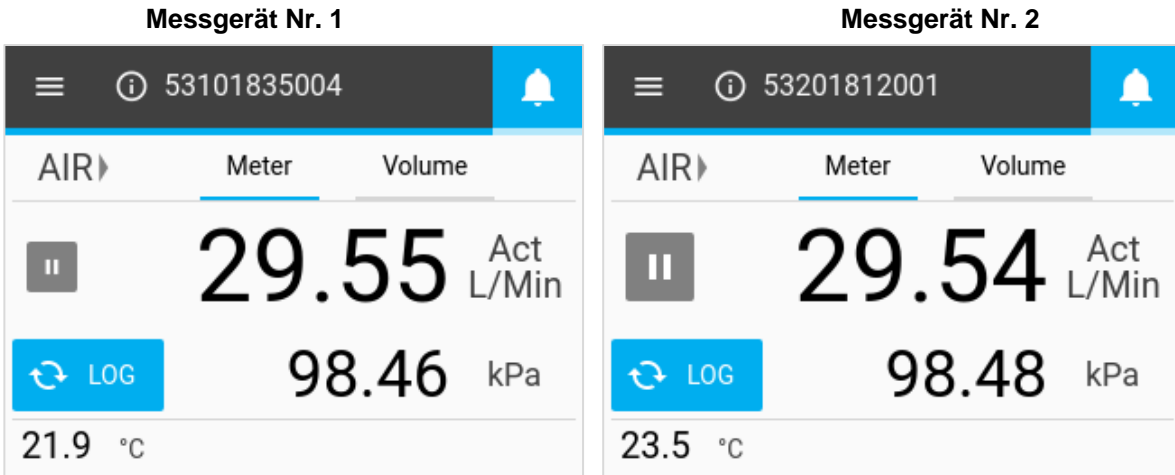 Messgerät Nr. 1
53101835004
AIR Meter Volume
29.55 Act L/Min
LOG 98.46 kPa
21.9 °C
Messgerät Nr. 2
53201812001
AIR Meter Volume
29.54 Act L/Min
LOG 98.48 kPa
23.5 °C